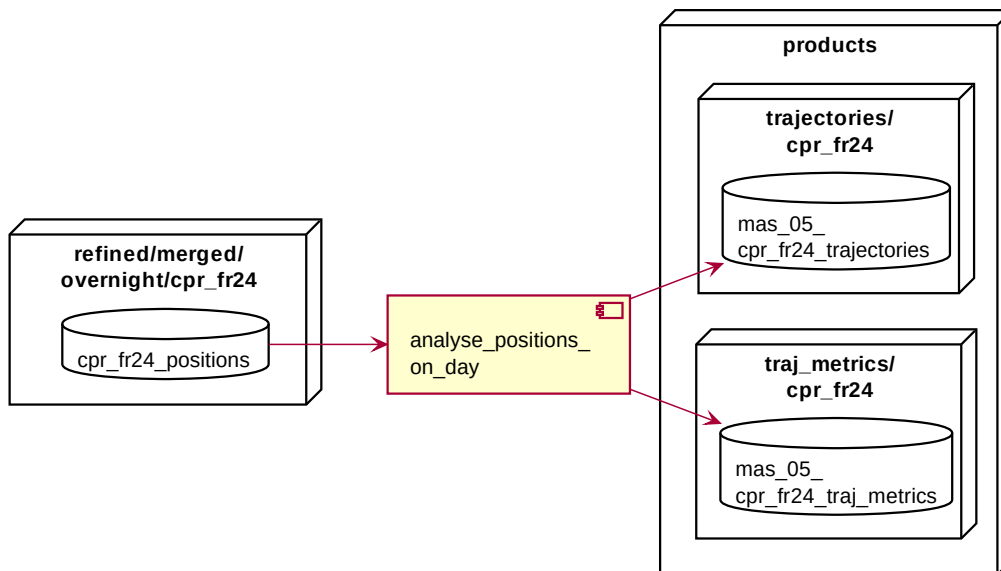 products
trajectories/
cpr_fr24
mas_05_
cpr_fr24_trajectories
refined/merged/
overnight/cpr_fr24
cpr_fr24_positions
analyse_positions_
on_day
traj_metrics/
cpr_fr24
mas_05_
cpr_fr24_traj_metrics